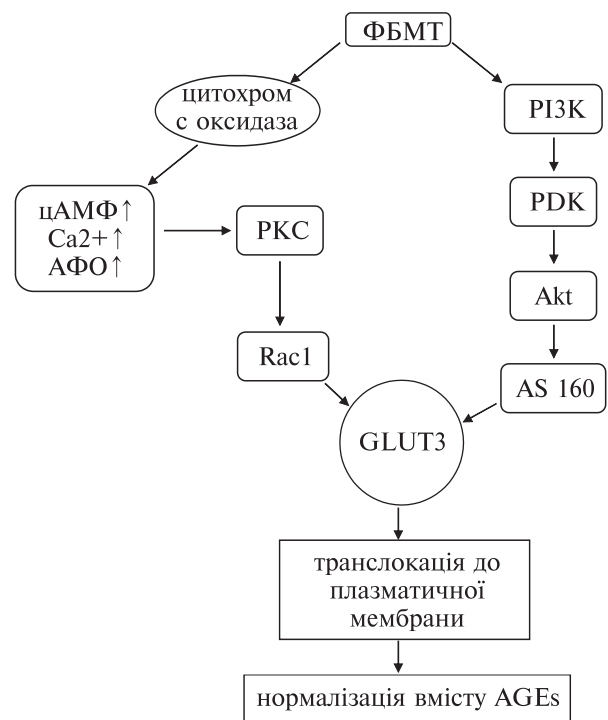 ФБМТ
цитохром
с оксидаза
PI3K
цАМФ↑
Ca2+↑
АФО↑
PKC
PDK
Akt
Rac1
AS 160
GLUT3
транслокація до
плазматичної
мембрани
нормалізація вмісту AGEs